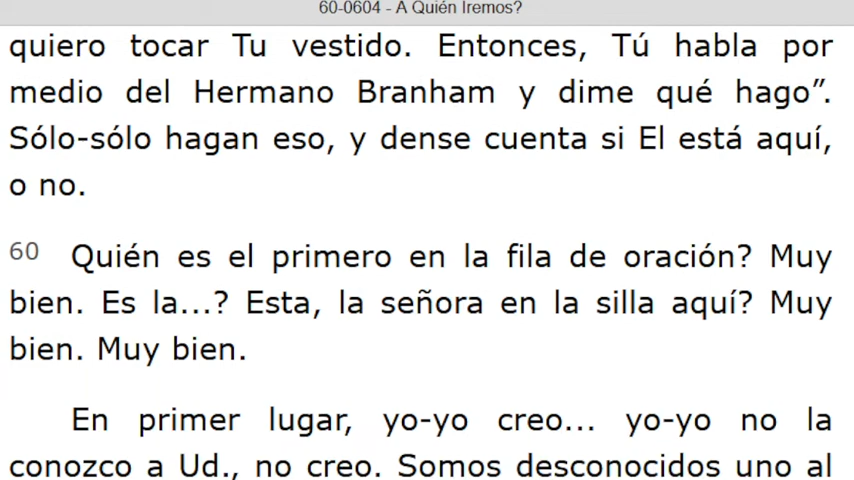 60-0604 - A Quién Iremos?
quiero tocar Tu vestido. Entonces, Tú habla por
medio del Hermano Branham y dime qué hago”.
Sólo-sólo hagan eso, y dense cuenta si El está aquí,
o no.
60 Quién es el primero en la fila de oración? Muy
bien. Es la...? Esta, la señora en la silla aquí? Muy
bien. Muy bien.
En primer lugar, yo-yo creo... yo-yo no la
conozco a Ud., no creo. Somos desconocidos uno al